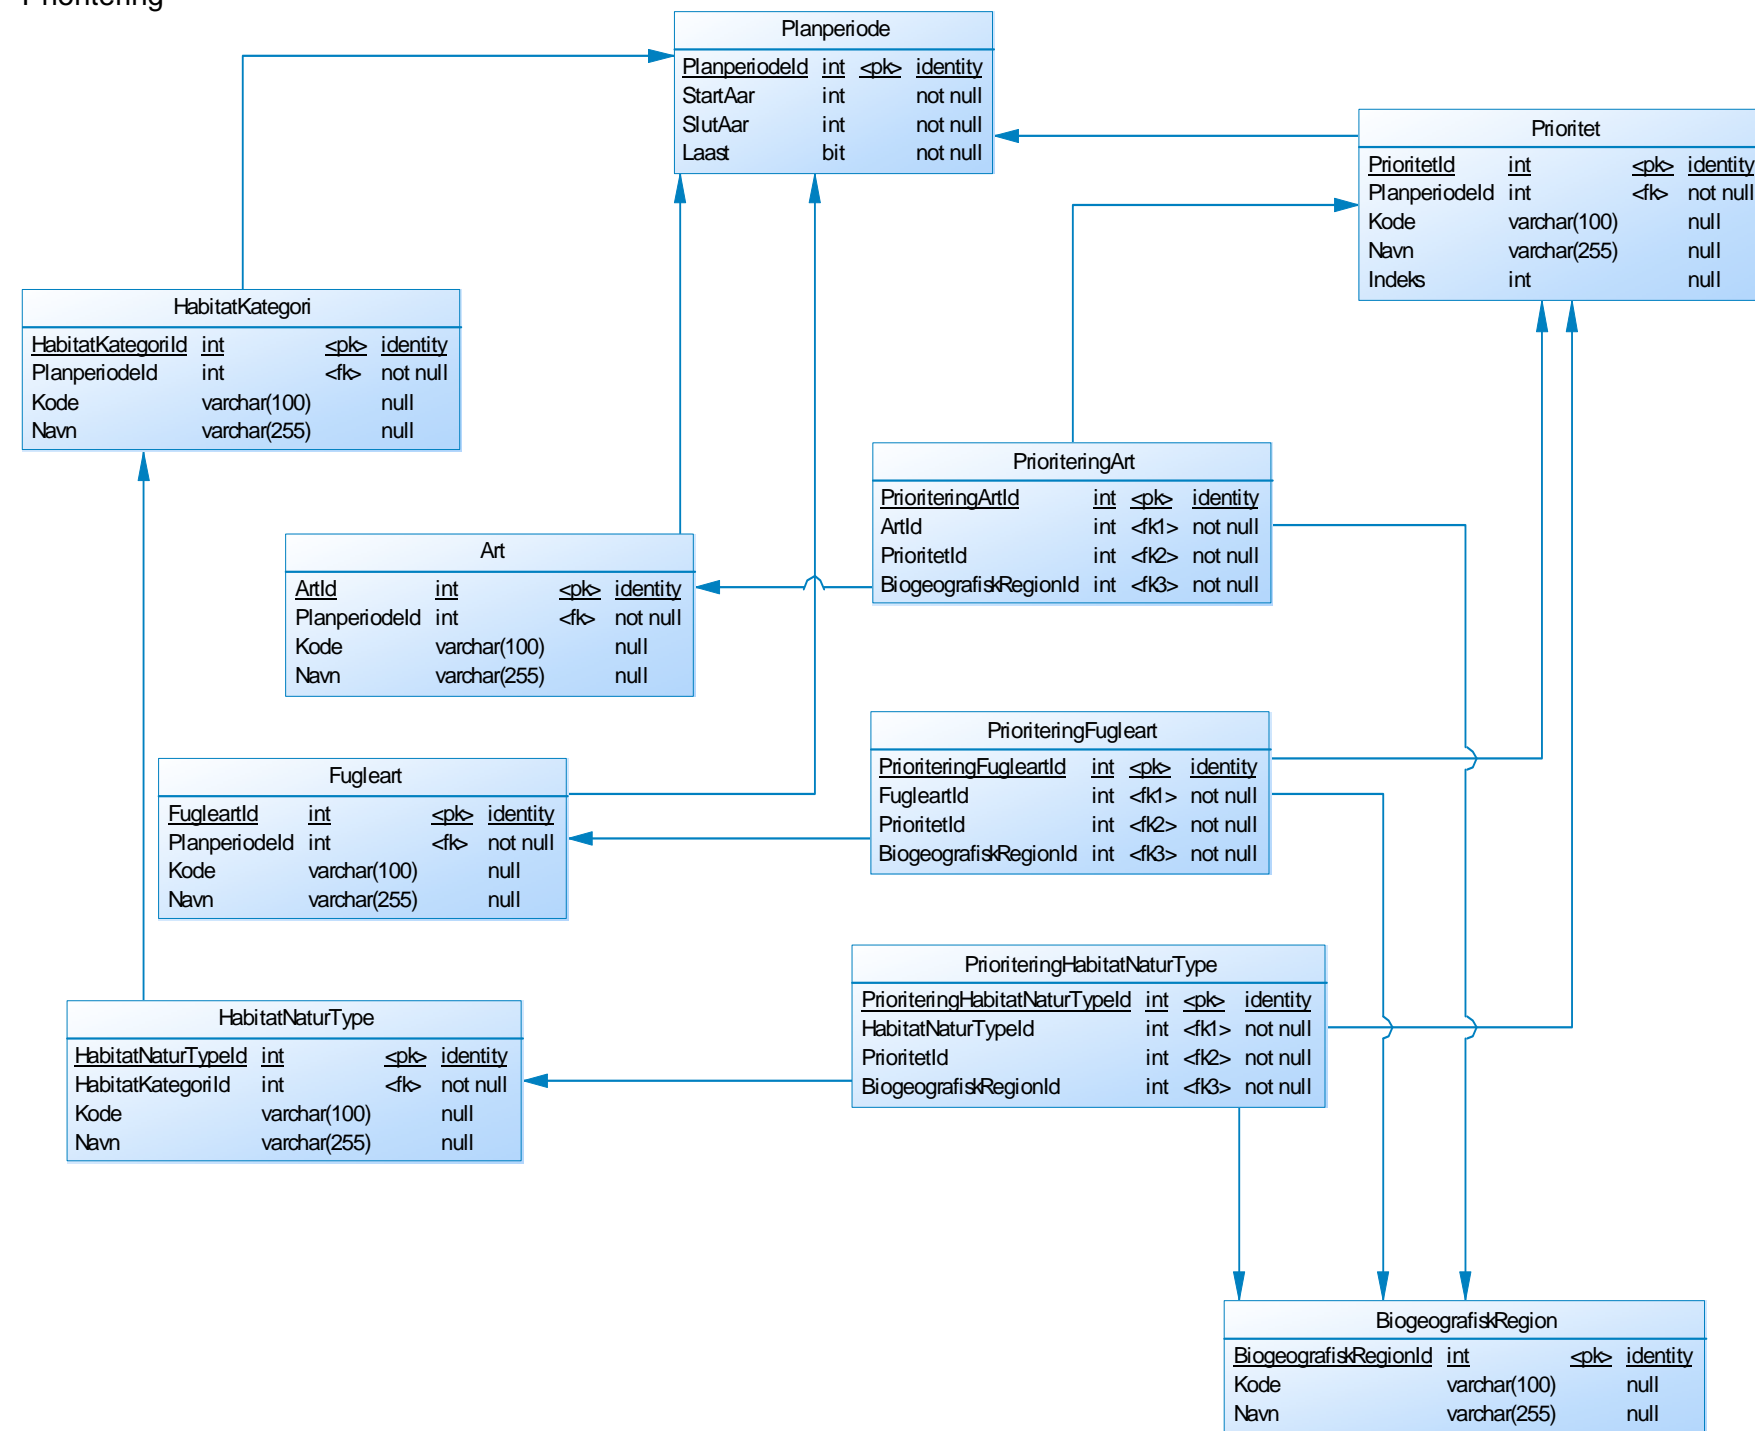 Prioritering
Planperiode
PlanperiodeId int <pk> identity
StartAar int not null
SlutAar int not null
Laast bit not null
Prioritet
PrioritetId int <pk> identity
PlanperiodeId int <fk> not null
Kode varchar(100) null
Navn varchar(255) null
Indeks int null
HabitatKategori
HabitatKategoriId int <pk> identity
PlanperiodeId int <fk> not null
Kode varchar(100) null
Navn varchar(255) null
PrioriteringArt
PrioriteringArtId int <pk> identity
ArtId int <fk1> not null
PrioritetId int <fk2> not null
BiogeografiskRegionId int <fk3> not null
Art
ArtId int <pk> identity
PlanperiodeId int <fk> not null
Kode varchar(100) null
Navn varchar(255) null
PrioriteringFugleart
PrioriteringFugleartId int <pk> identity
FugleartId int <fk1> not null
PrioritetId int <fk2> not null
BiogeografiskRegionId int <fk3> not null
Fugleart
FugleartId int <pk> identity
PlanperiodeId int <fk> not null
Kode varchar(100) null
Navn varchar(255) null
PrioriteringHabitatNaturType
PrioriteringHabitatNaturTypeId int <pk> identity
HabitatNaturTypeId int <fk1> not null
PrioritetId int <fk2> not null
BiogeografiskRegionId int <fk3> not null
HabitatNaturType
HabitatNaturTypeId int <pk> identity
HabitatKategoriId int <fk> not null
Kode varchar(100) null
Navn varchar(255) null
BiogeografiskRegion
BiogeografiskRegionId int <pk> identity
Kode varchar(100) null
Navn varchar(255) null